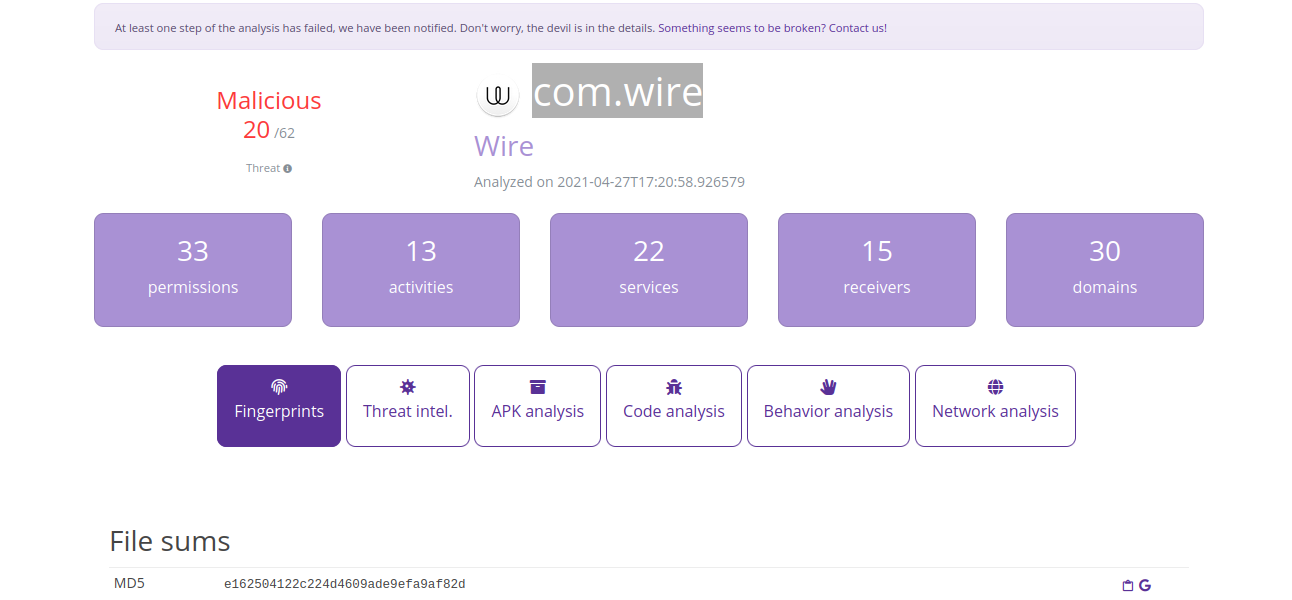 At least one step of the analysis has failed, we have been notified. Don't worry, the devil is in the details. Something seems to be broken? Contact us!
Malicious
20 /62
Threat
com.wire
Wire
Analyzed on 2021-04-27T17:20:58.926579
33
permissions
13
activities
22
services
15
receivers
30
domains
Fingerprints
Threat intel.
APK analysis
Code analysis
Behavior analysis
Network analysis
File sums
MD5 e162504122c224d4609ade9efa9af82d